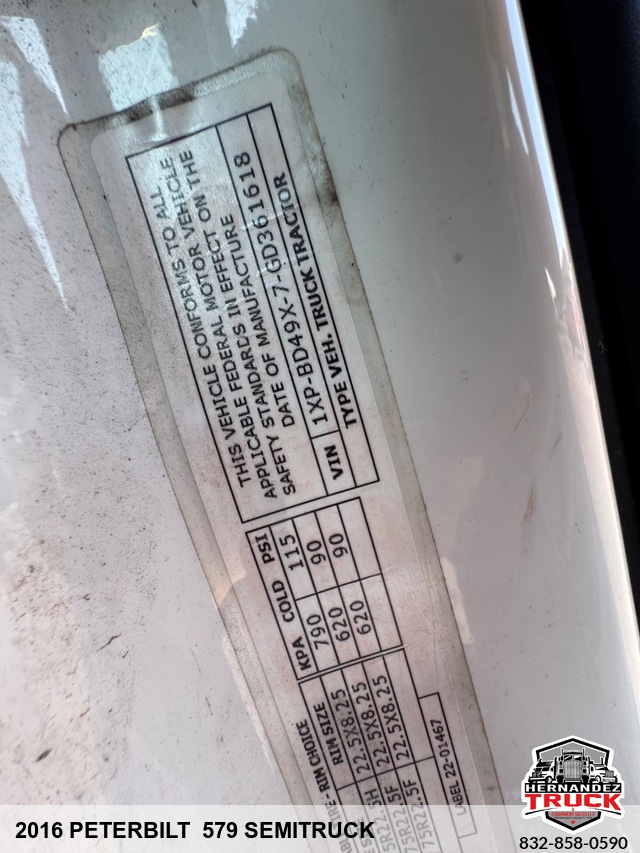 THIS VEHICLE CONFORMS TO ALL
APPLICABLE FEDERAL MOTOR VEHICLE
SAFETY STANDARDS IN EFFECT ON THE
DATE OF MANUFACTURE
VIN 1XP-BD49X-7-GD361618
TYPE VEH. TRUCK TRACTOR
KPA COLD PSI
790 115
620 90
620 90
RIM CHOICE
RIM SIZE
22.5X8.25
22.5X8.25
22.5X8.25
LABEL 22-01467
HERNANDEZ
TRUCK
2016 PETERBILT 579 SEMITRUCK
832-858-0590